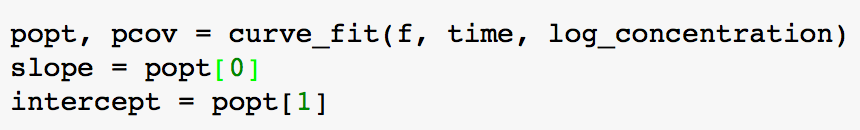 popt, pcov = curve_fit(f, time, log_concentration)
slope = popt[0]
intercept = popt[1]